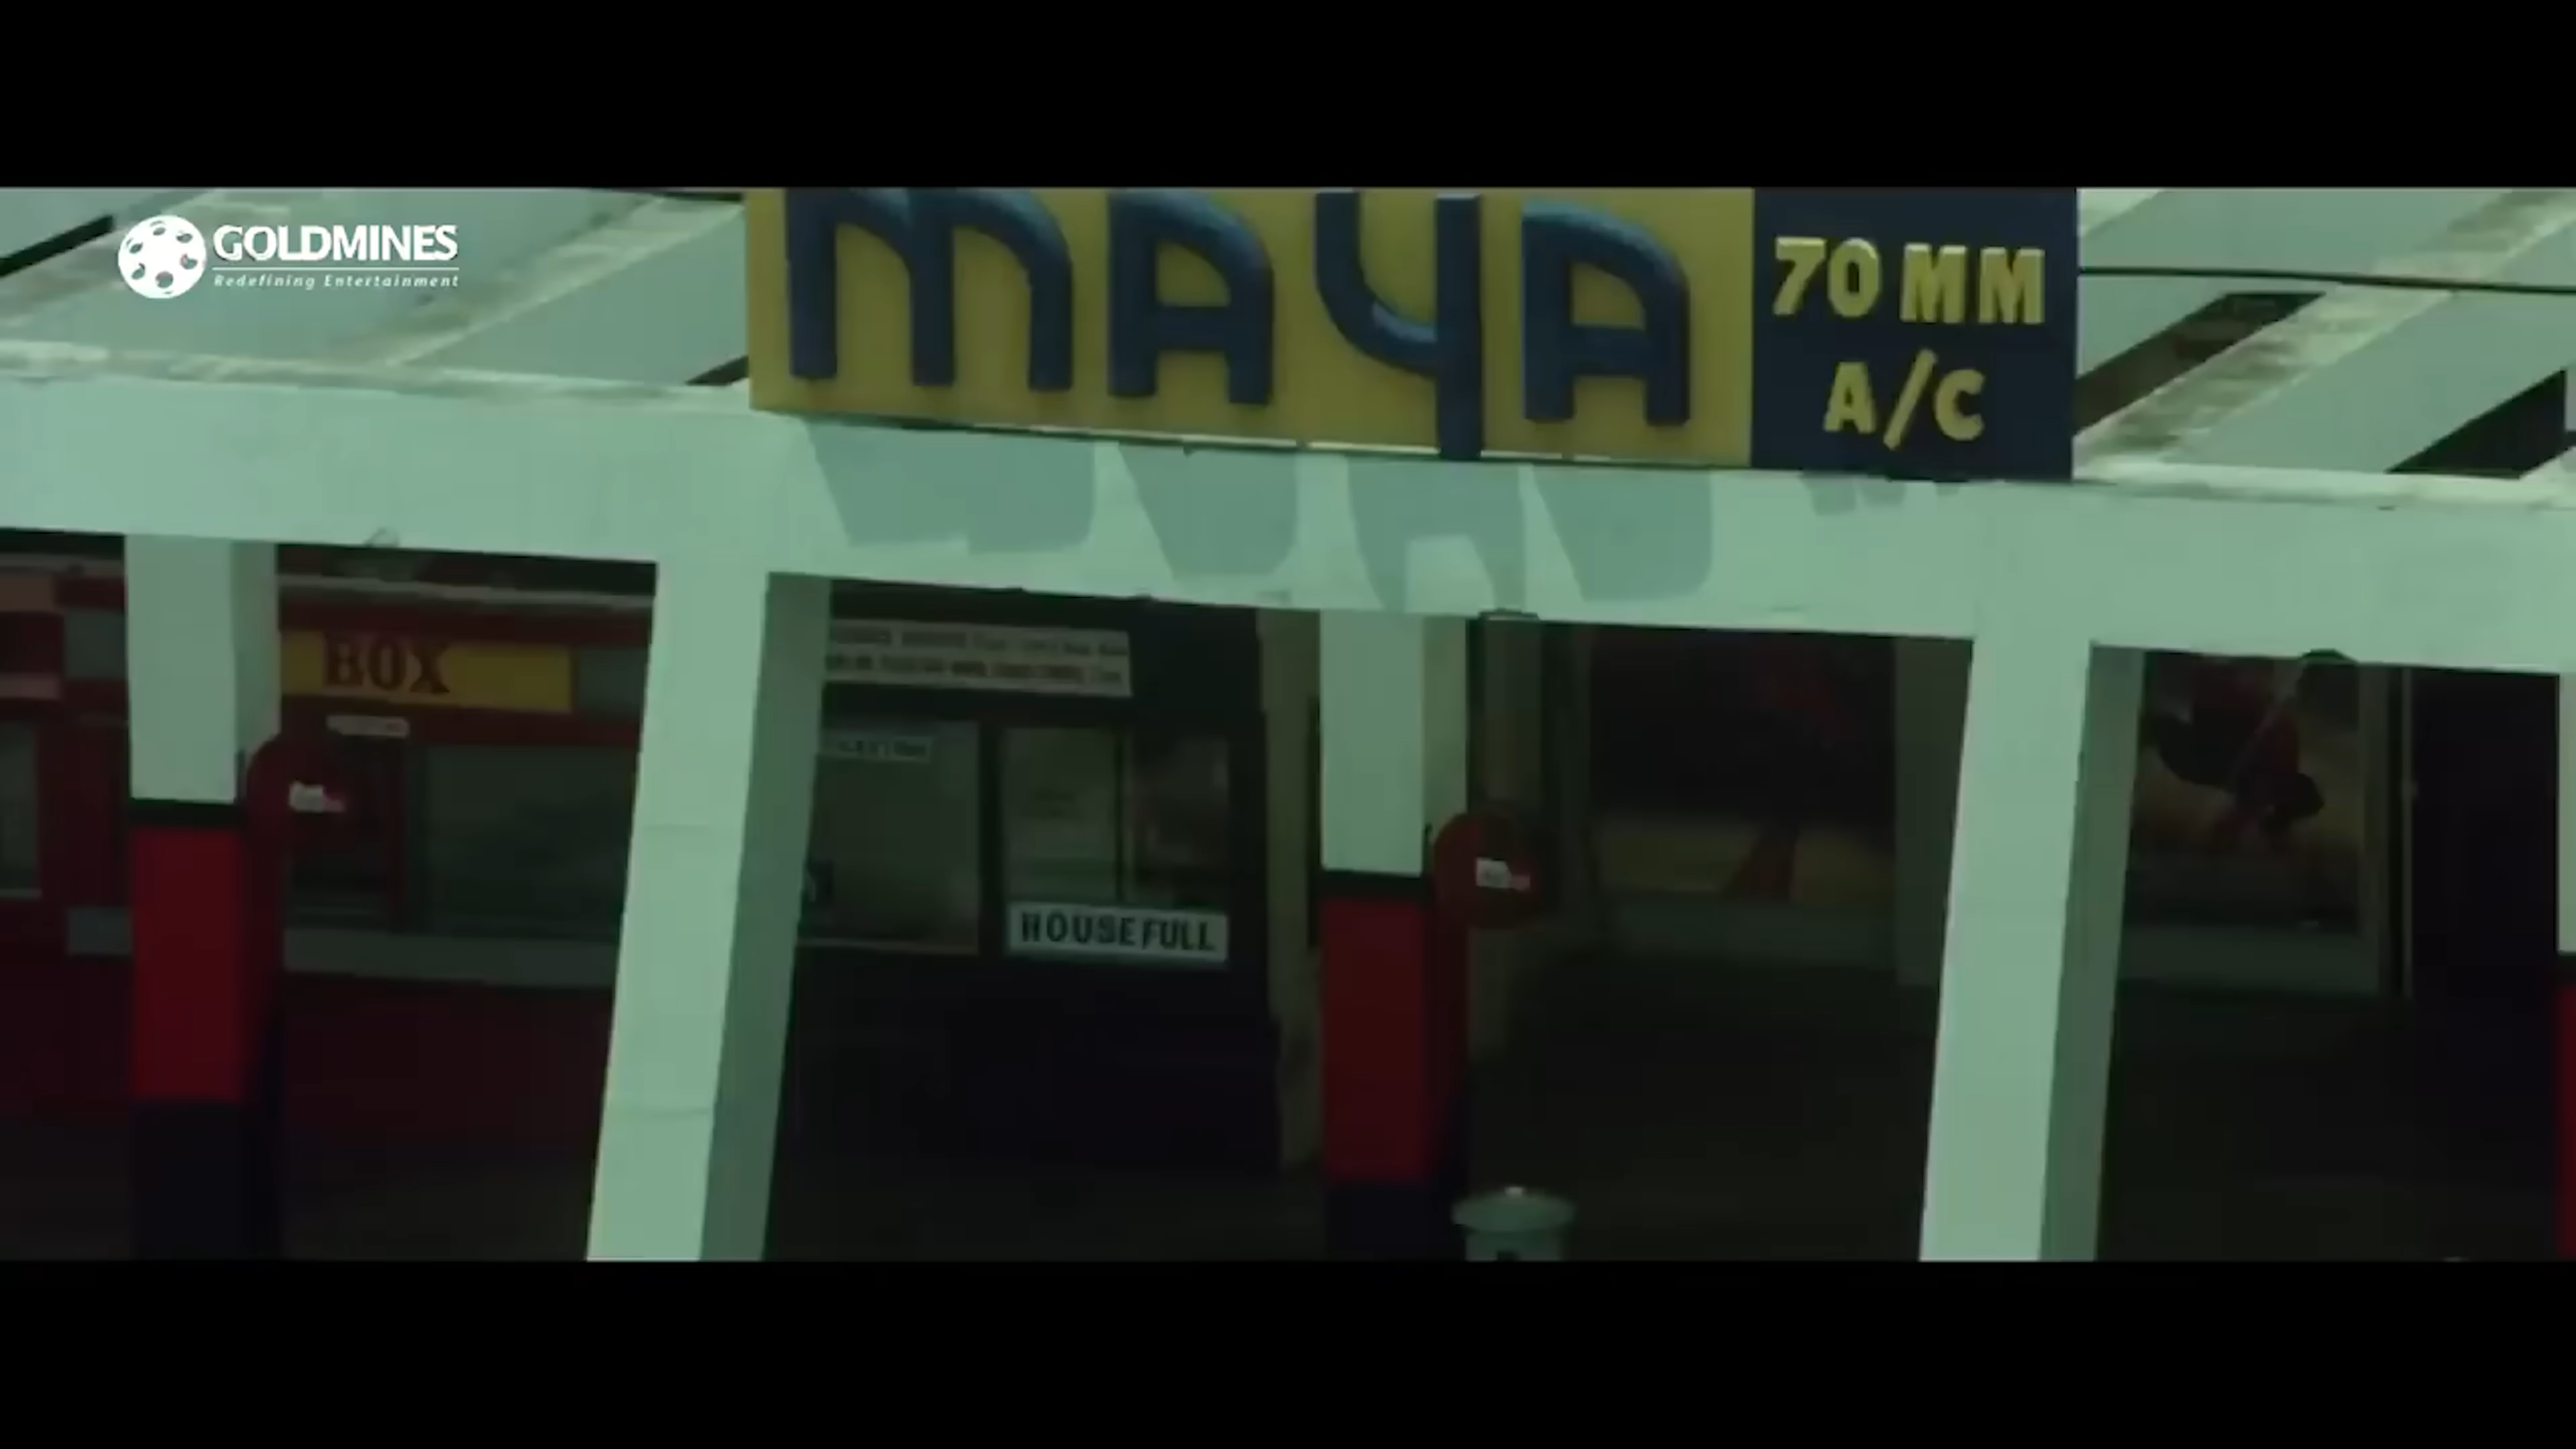 GOLDMINES
Redefining Entertainment
MAYA
70 MM
A/C
BOX
HOUSEFULL